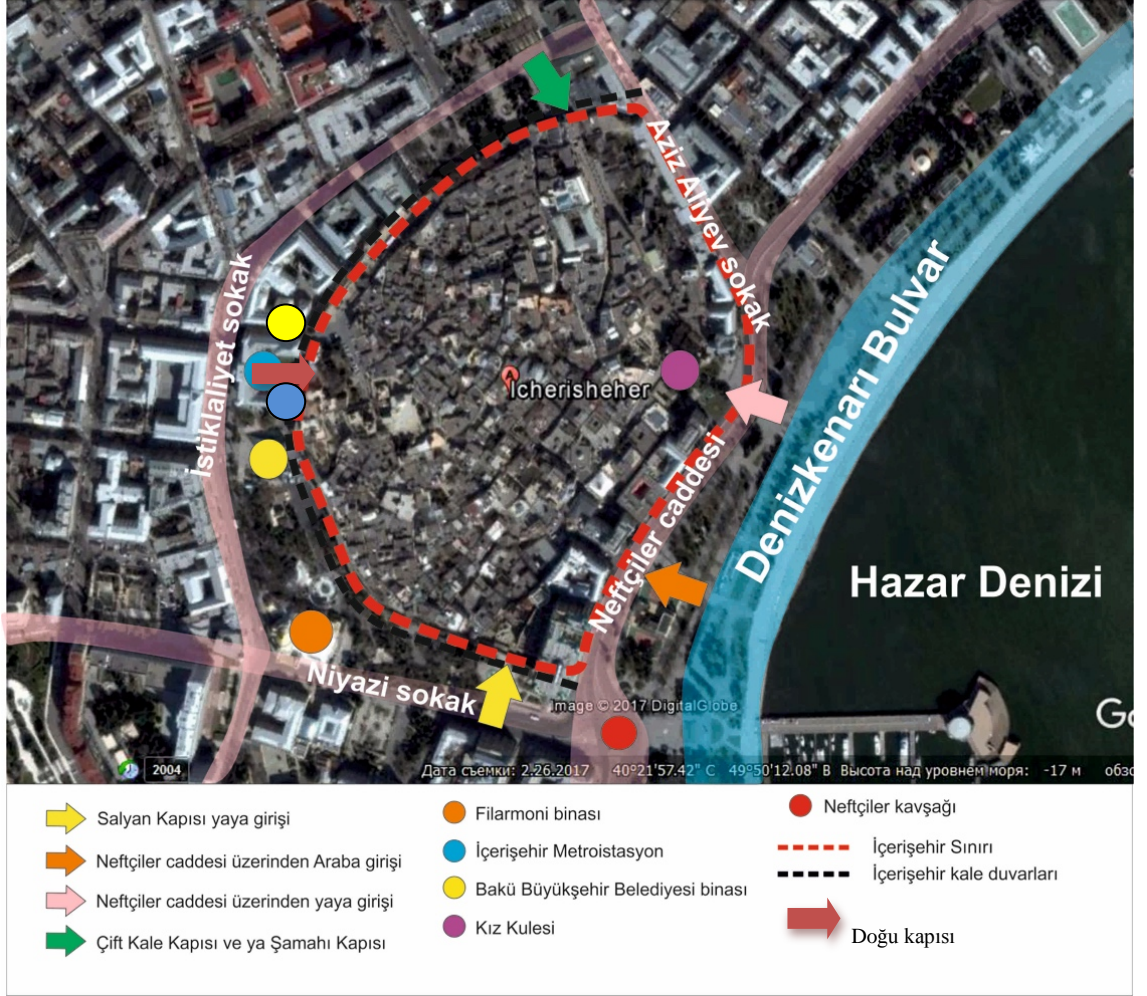 Aziz Aliyev sokak
İstiklaliyet sokak
Icherisheher
Denizkenarı Bulvar
Neftçiler caddesi
Hazar Denizi
Niyazi sokak
Image © 2017 DigitalGlobe
Go
2004
Дата съемки: 2.26.2017 40°21'57.42" С 49°50'12.08" В Высота над уровнем моря: -17 м обзо
Salyan Kapısı yaya girişi
Neftçiler caddesi üzerinden Araba girişi
Neftçiler caddesi üzerinden yaya girişi
Çift Kale Kapısı ve ya Şamahı Kapısı
Filarmoni binası
İçerişehir Metroistasyon
Bakü Büyükşehir Belediyesi binası
Kız Kulesi
Neftçiler kavşağı
İçerişehir Sınırı
İçerişehir kale duvarları
Doğu kapısı